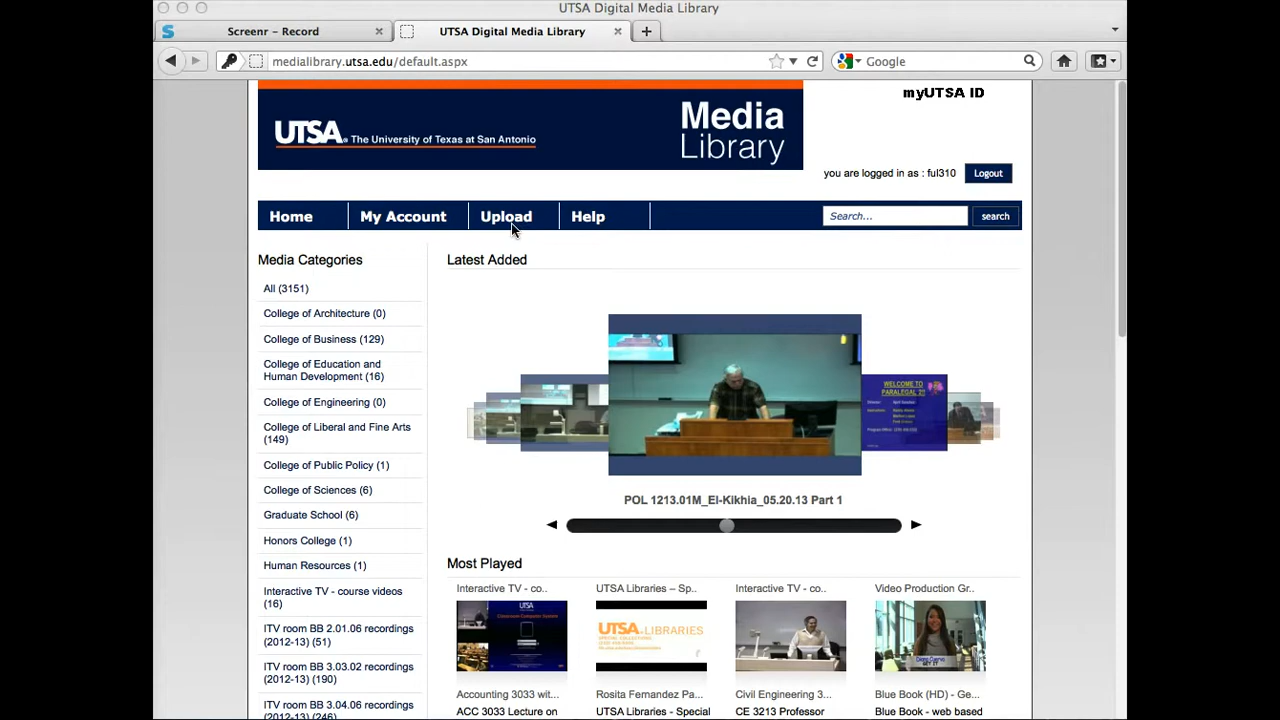 UTSA Digital Media Library
Screenr - Record
UTSA Digital Media Library
medialibrary.utsa.edu/default.aspx
Google
myUTSA ID
UTSA The University of Texas at San Antonio
Media
Library
you are logged in as : ful310
Logout
Home
My Account
Upload
Help
Search...
search
Media Categories
All (3151)
College of Architecture (0)
College of Business (129)
College of Education and
Human Development (16)
College of Engineering (0)
College of Liberal and Fine Arts
(149)
College of Public Policy (1)
College of Sciences (6)
Graduate School (6)
Honors College (1)
Human Resources (1)
Interactive TV - course videos
(16)
ITV room BB 2.01.06 recordings
(2012-13) (51)
ITV room BB 3.03.02 recordings
(2012-13) (190)
ITV room BB 3.04.06 recordings
(2012-13) (246)
Latest Added
WELCOME TO
PARALEGAL 2!!
POL 1213.01M_El-Kikhia_05.20.13 Part 1
Most Played
Interactive TV - co..
UTSA Libraries – Sp..
Interactive TV - co..
Video Production Gr..
UTSA
UTSA LIBRARIES
Accounting 3033 wit...
Rosita Fernandez Pa...
Civil Engineering 3...
Blue Book (HD) - Ge...
ACC 3033 Lecture on
UTSA Libraries - Special
CE 3213 Professor
Blue Book - web based